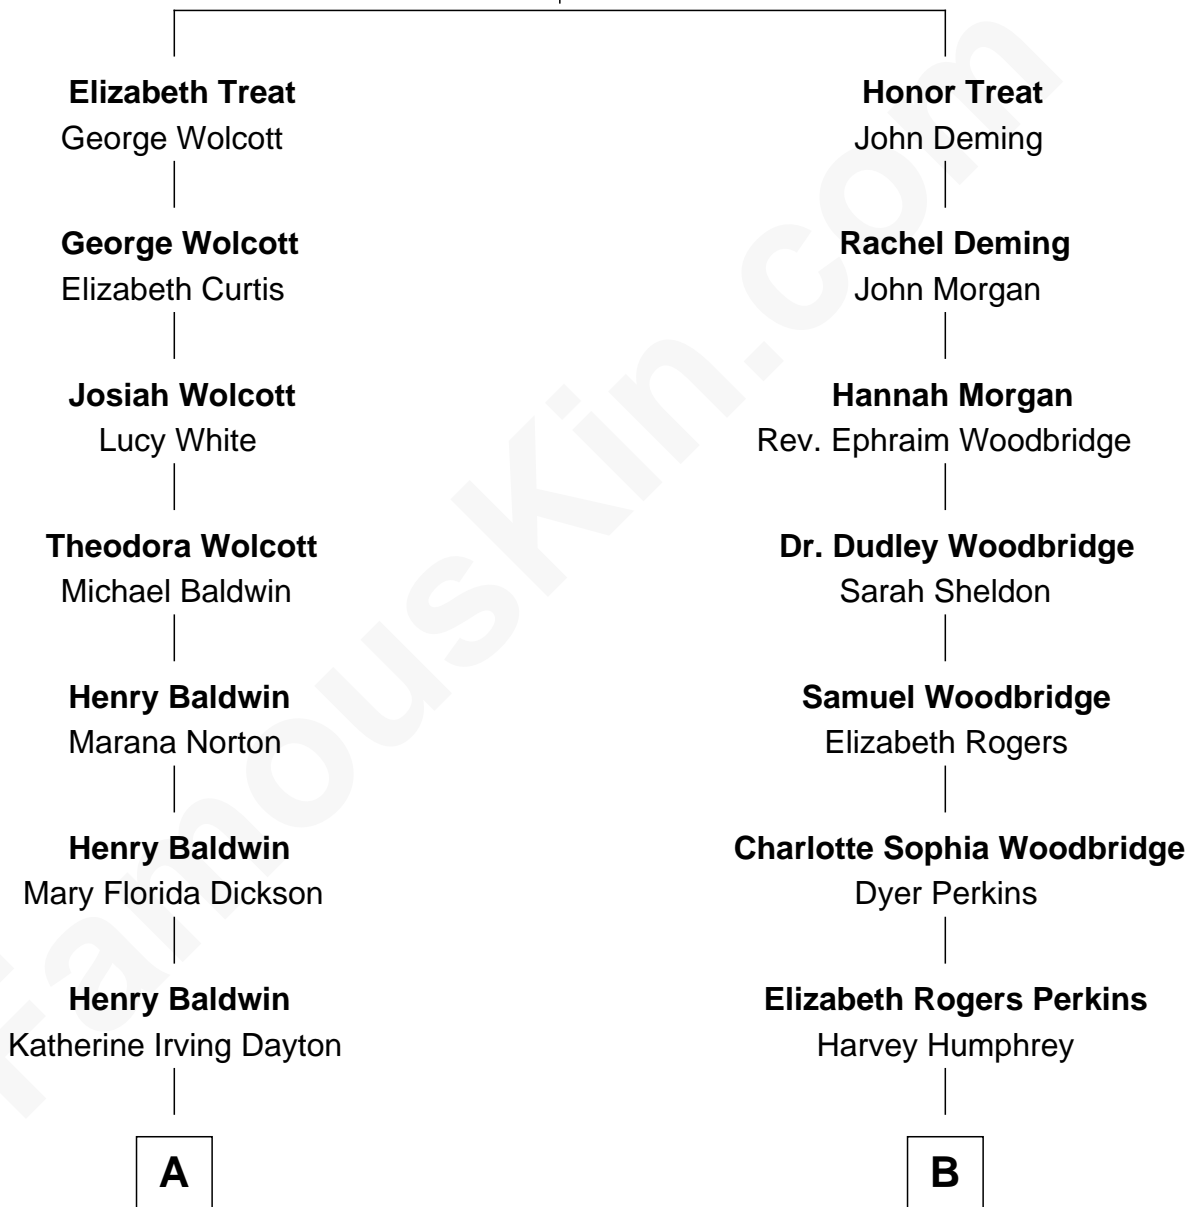 Elizabeth Treat
George Wolcott
George Wolcott
Elizabeth Curtis
Josiah Wolcott
Lucy White
Theodora Wolcott
Michael Baldwin
Henry Baldwin
Marana Norton
Henry Baldwin
Mary Florida Dickson
Henry Baldwin
Katherine Irving Dayton
A
Honor Treat
John Deming
Rachel Deming
John Morgan
Hannah Morgan
Rev. Ephraim Woodbridge
Dr. Dudley Woodbridge
Sarah Sheldon
Samuel Woodbridge
Elizabeth Rogers
Charlotte Sophia Woodbridge
Dyer Perkins
Elizabeth Rogers Perkins
Harvey Humphrey
B
FamousKin.com